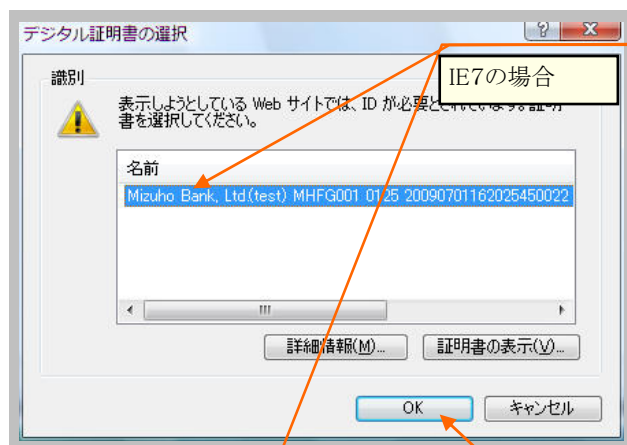 デジタル証明書の選択
識別
IE7の場合
表示しようとしている Web サイトでは、ID が必要とされています。証明
書を選択してください。
名前
Mizuho Bank, Ltd.(test) MHFG001 0125 20090701162025450022
詳細情報(M)...
証明書の表示(V)...
OK
キャンセル